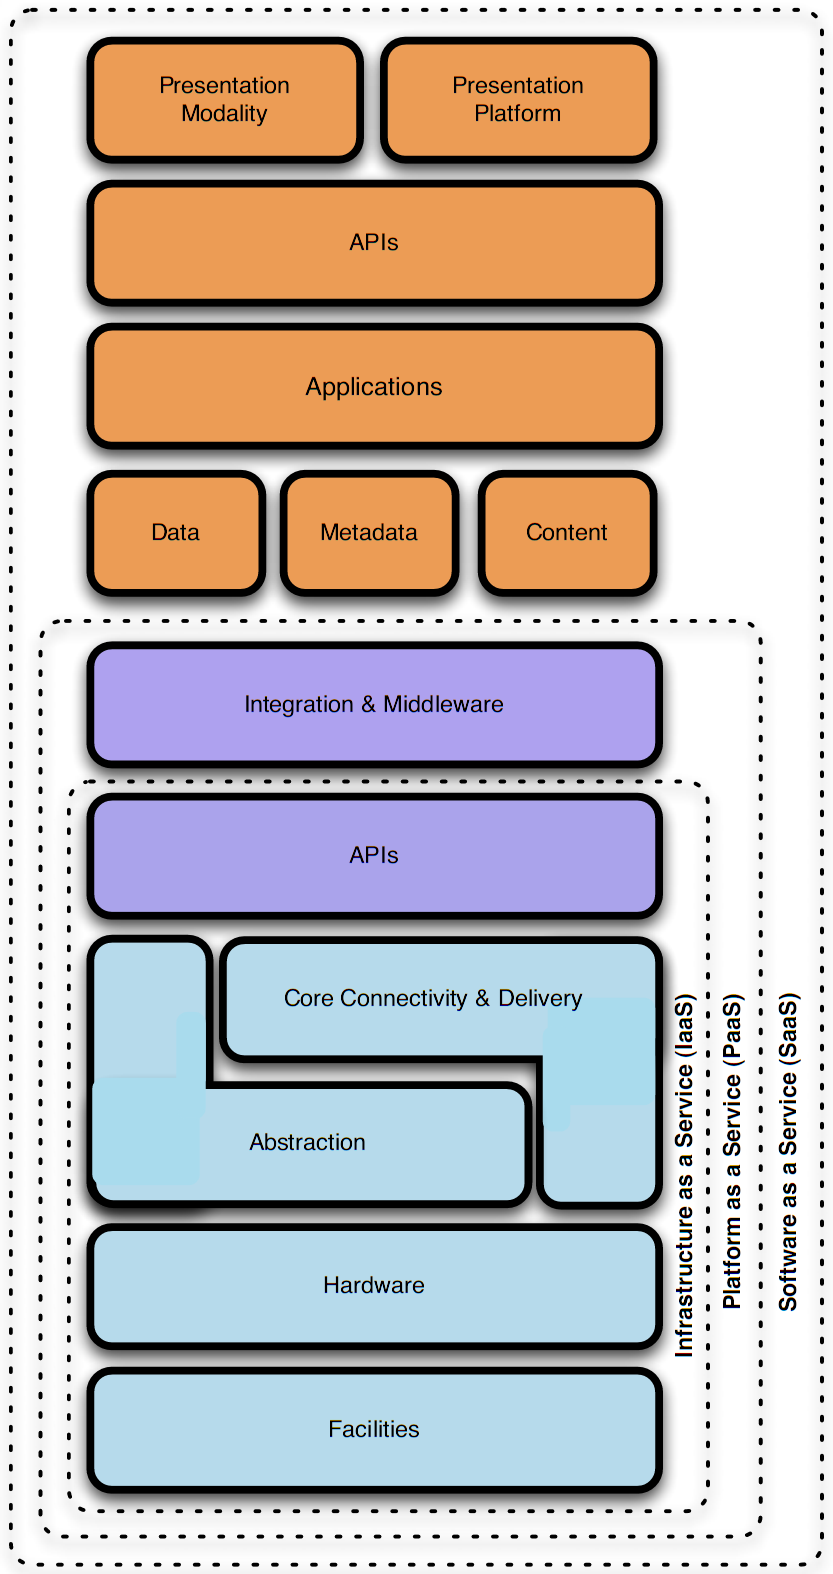 Presentation
Modality
Presentation
Platform
APIs
Applications
Data
Metadata
Content
Integration & Middleware
APIs
Core Connectivity & Delivery
Abstraction
Hardware
Facilities
Infrastructure as a Service (IaaS)
Platform as a Service (PaaS)
Software as a Service (SaaS)